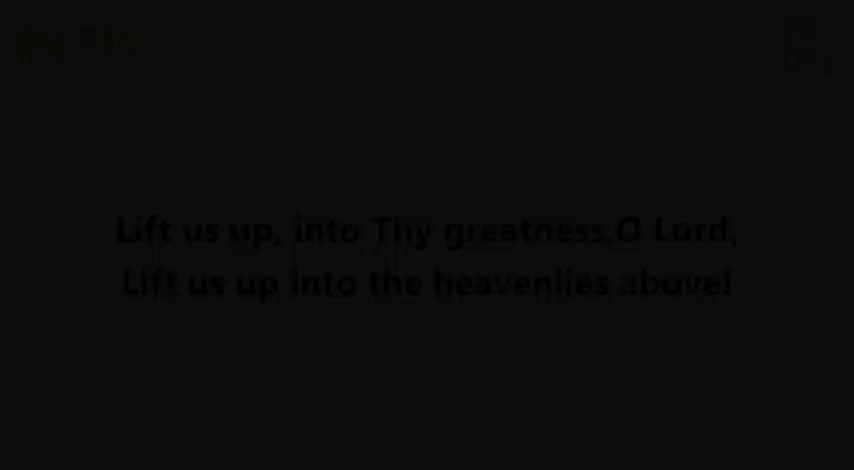 Lift us up, into Thy greatness,O Lord,
Lift us up into the heavenlies above!